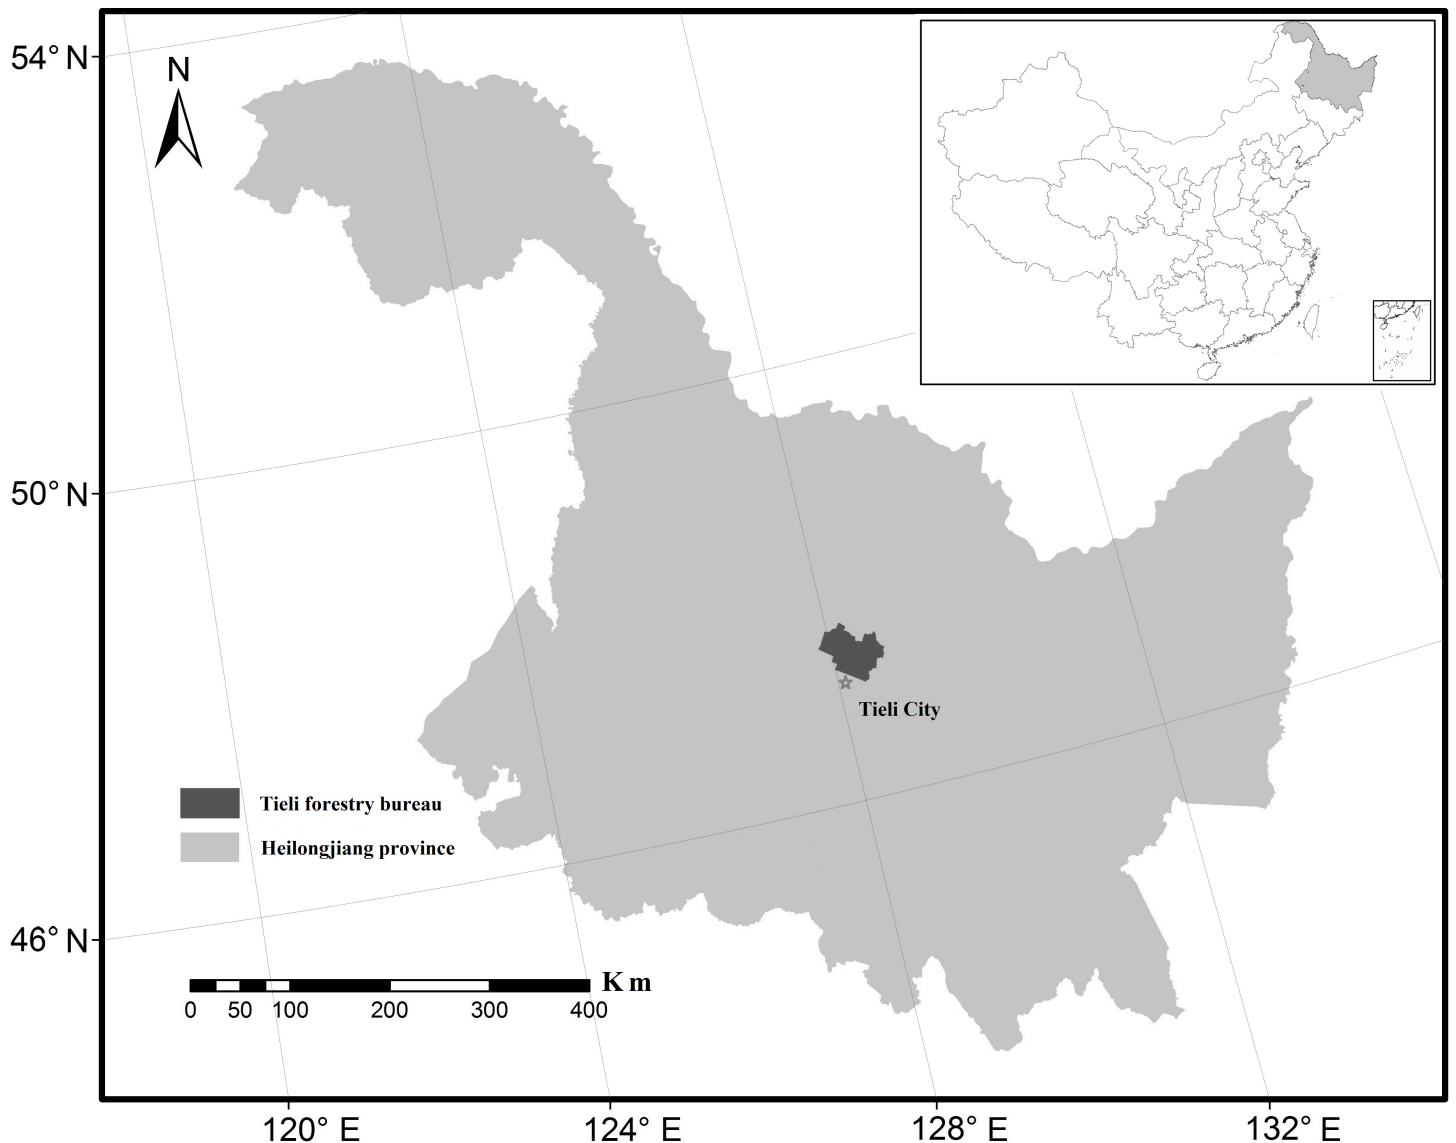 54° N
N
50° N
Tieli City
Tieli forestry bureau
Heilongjiang province
46° N
Km
0 50 100 200 300 400
120° E 124° E 128° E 132° E